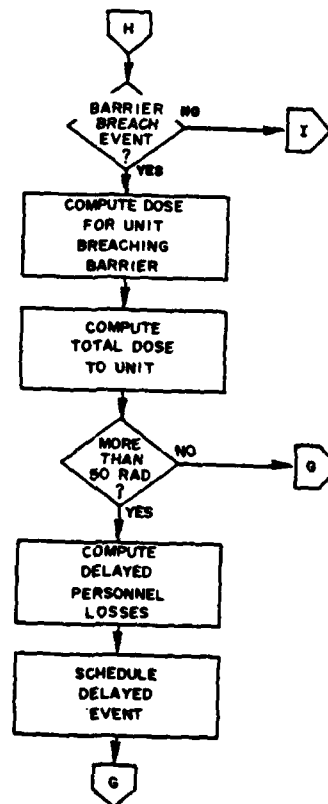 H
BARRIER
BREACH
EVENT
?
NO
I
YES
COMPUTE DOSE
FOR UNIT
BREACHING
BARRIER
COMPUTE
TOTAL DOSE
TO UNIT
MORE
THAN
50 RAD
?
NO
G
YES
COMPUTE
DELAYED
PERSONNEL
LOSSES
SCHEDULE
DELAYED
EVENT
G